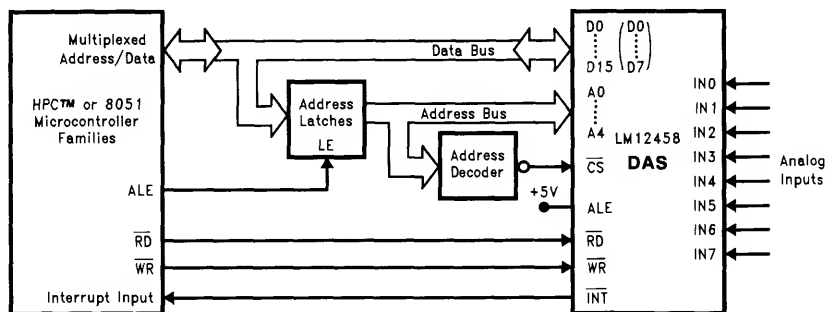 Multiplexed
Address/Data
HPC™ or 8051
Microcontroller
Families
ALE
RD
WR
Interrupt Input
Data Bus
Address
Latches
LE
Address Bus
Address
Decoder
+5V
D0
D15
(D0
D7)
A0
A4
LM12458
DAS
CS
ALE
RD
WR
INT
IN0
IN1
IN2
IN3
IN4
IN5
IN6
IN7
Analog
Inputs